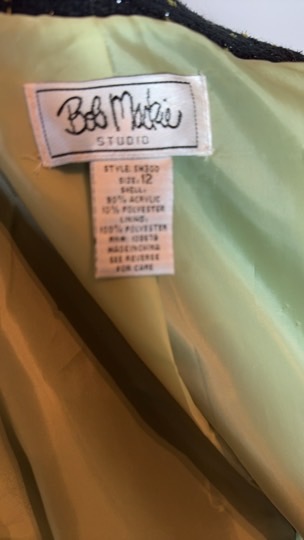 Bob Mackie
STUDIO
STYLE:
SIZE: 12
SHELL:
90% ACRYLIC
10% POLYESTER
LINING:
100% POLYESTER
RN#:
MADE IN CHINA
SEE REVERSE
FOR CARE